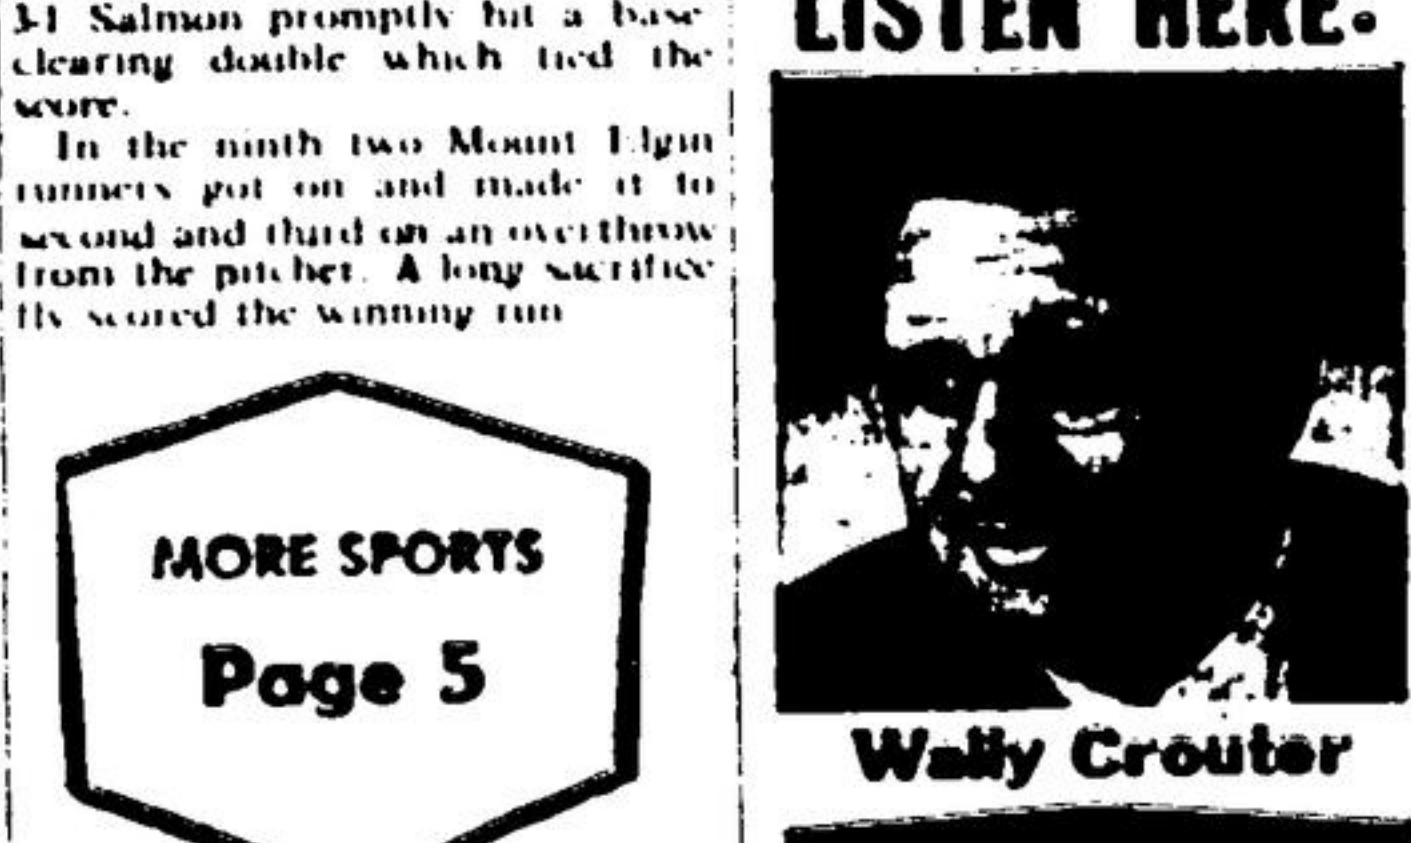 3-1 Salmon promptly hit a base
clearing double which tied the
score.
In the ninth two Mount Elgin
runners got on and made it to
second and third on an overthrow
from the pitcher. A long sacrifice
fly scored the winning run
MORE SPORTS
Page 5
LISTEN HERE.
Wally Crouter